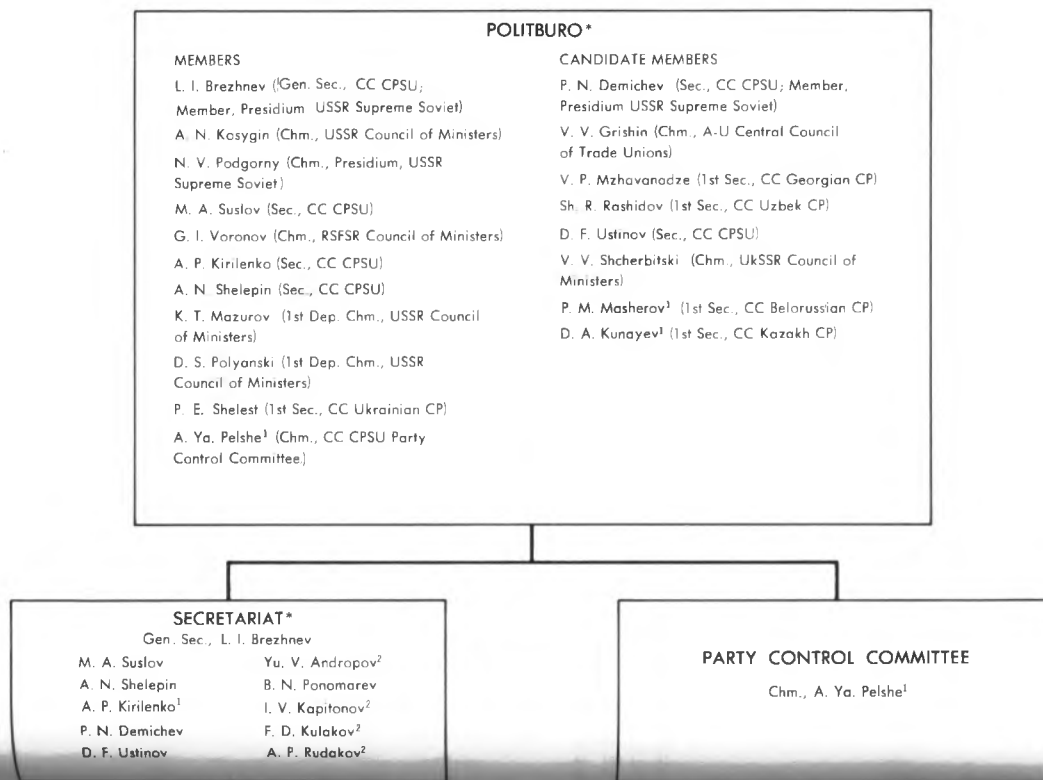 POLITBURO*
MEMBERS
L. I. Brezhnev (Gen. Sec., CC CPSU;
Member, Presidium USSR Supreme Soviet)
A. N. Kosygin (Chm., USSR Council of Ministers)
N. V. Podgorny (Chm., Presidium, USSR
Supreme Soviet)
M. A. Suslov (Sec., CC CPSU)
G. I. Voronov (Chm., RSFSR Council of Ministers)
A. P. Kirilenko (Sec., CC CPSU)
A. N. Shelepin (Sec., CC CPSU)
K. T. Mazurov (1st Dep. Chm., USSR Council
of Ministers)
D. S. Polyanski (1st Dep. Chm., USSR
Council of Ministers)
P. E. Shelest (1st Sec., CC Ukrainian CP)
A. Ya. Pelshe¹ (Chm., CC CPSU Party
Control Committee.)
CANDIDATE MEMBERS
P. N. Demichev (Sec., CC CPSU; Member,
Presidium USSR Supreme Soviet)
V. V. Grishin (Chm., A-U Central Council
of Trade Unions)
V. P. Mzhavanadze (1st Sec., CC Georgian CP)
Sh. R. Rashidov (1st Sec., CC Uzbek CP)
D. F. Ustinov (Sec., CC CPSU)
V. V. Shcherbitski (Chm., UkSSR Council of
Ministers)
P. M. Masherov¹ (1st Sec., CC Belorussian CP)
D. A. Kunayev¹ (1st Sec., CC Kazakh CP)
SECRETARIAT*
Gen. Sec., L. I. Brezhnev
M. A. Suslov
A. N. Shelepin
A. P. Kirilenko¹
P. N. Demichev
D. F. Ustinov
Yu. V. Andropov²
B. N. Ponomarev
I. V. Kapitonov²
F. D. Kulakov²
A. P. Rudakov²
PARTY CONTROL COMMITTEE
Chm., A. Ya. Pelshe¹